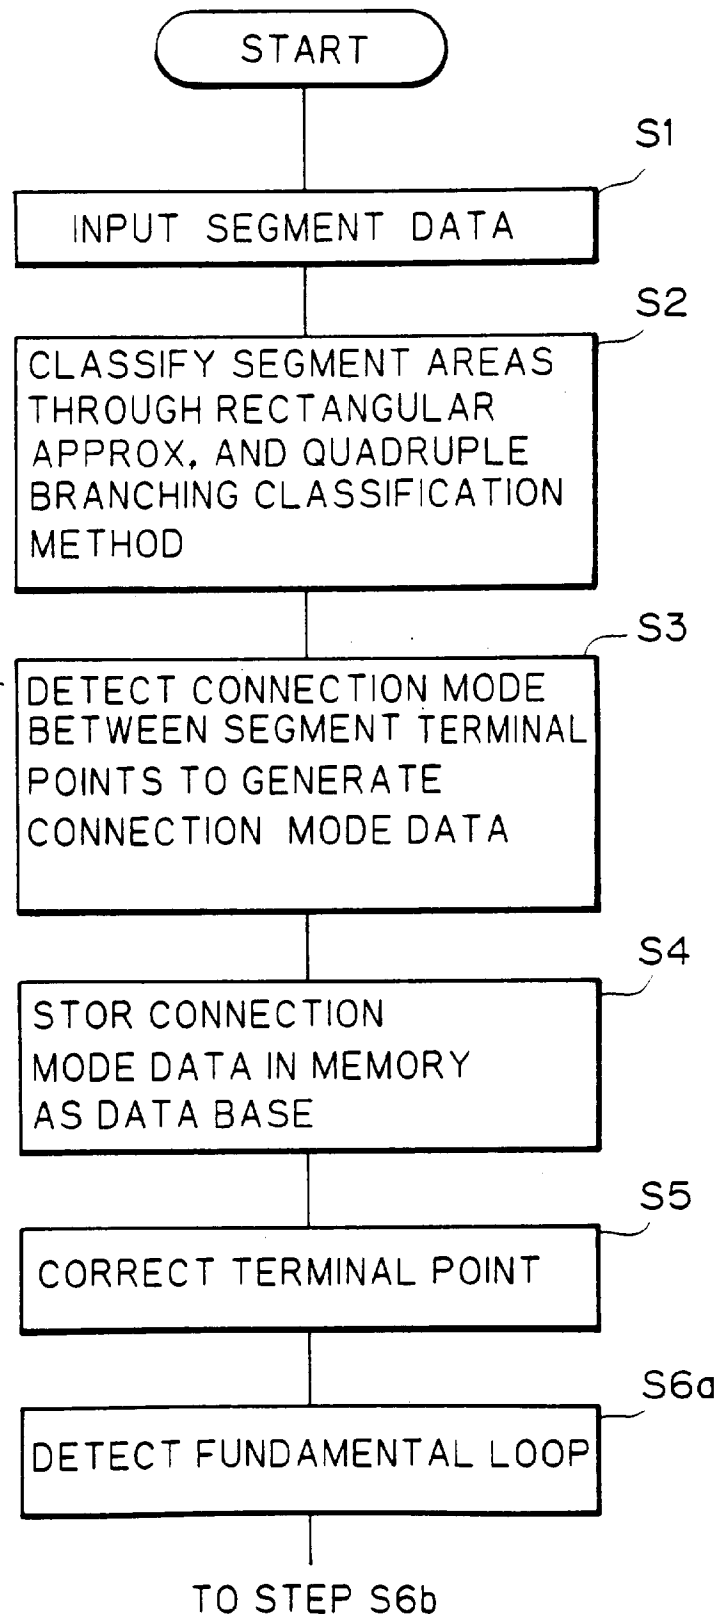 START
S1
INPUT SEGMENT DATA
S2
CLASSIFY SEGMENT AREAS
THROUGH RECTANGULAR
APPROX. AND QUADRUPLE
BRANCHING CLASSIFICATION
METHOD
S3
DETECT CONNECTION MODE
BETWEEN SEGMENT TERMINAL
POINTS TO GENERATE
CONNECTION MODE DATA
S4
STOR CONNECTION
MODE DATA IN MEMORY
AS DATA BASE
S5
CORRECT TERMINAL POINT
S6a
DETECT FUNDAMENTAL LOOP
TO STEP S6b